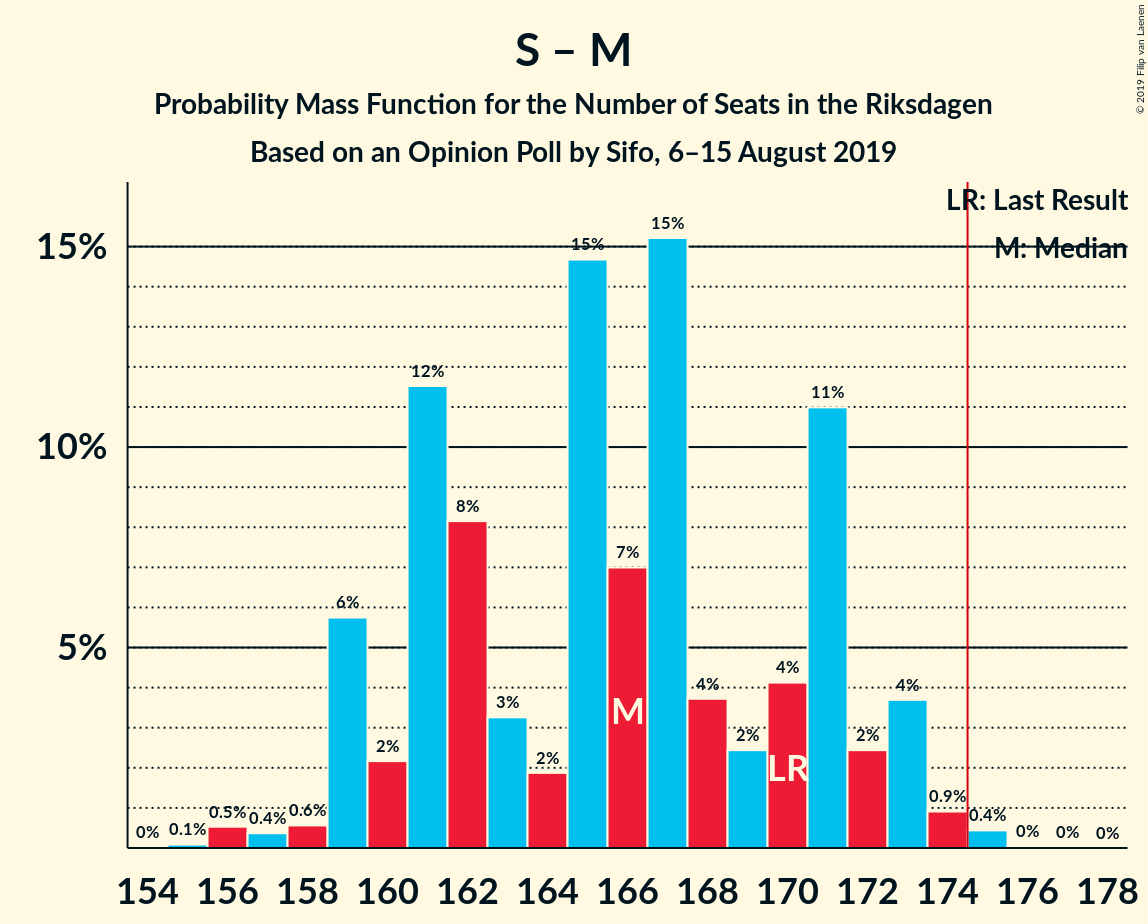 S – M
Probability Mass Function for the Number of Seats in the Riksdagen
Based on an Opinion Poll by Sifo, 6–15 August 2019
© 2019 Filip van Laenen
LR: Last Result
M: Median
15%
10%
5%
0% 0.1% 0.5% 0.4% 0.6% 6% 2% 12% 8% 3% 2% 15% 7% 15% 4% 2% 4% 11% 2% 4% 0.9% 0.4% 0% 0% 0%
M
LR
154 156 158 160 162 164 166 168 170 172 174 176 178